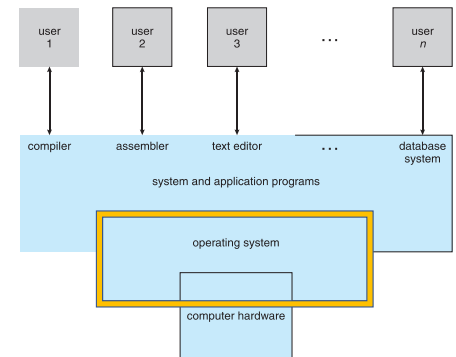 user
1
user
2
user
3
...
user
n
compiler
assembler
text editor
...
database
system
system and application programs
operating system
computer hardware